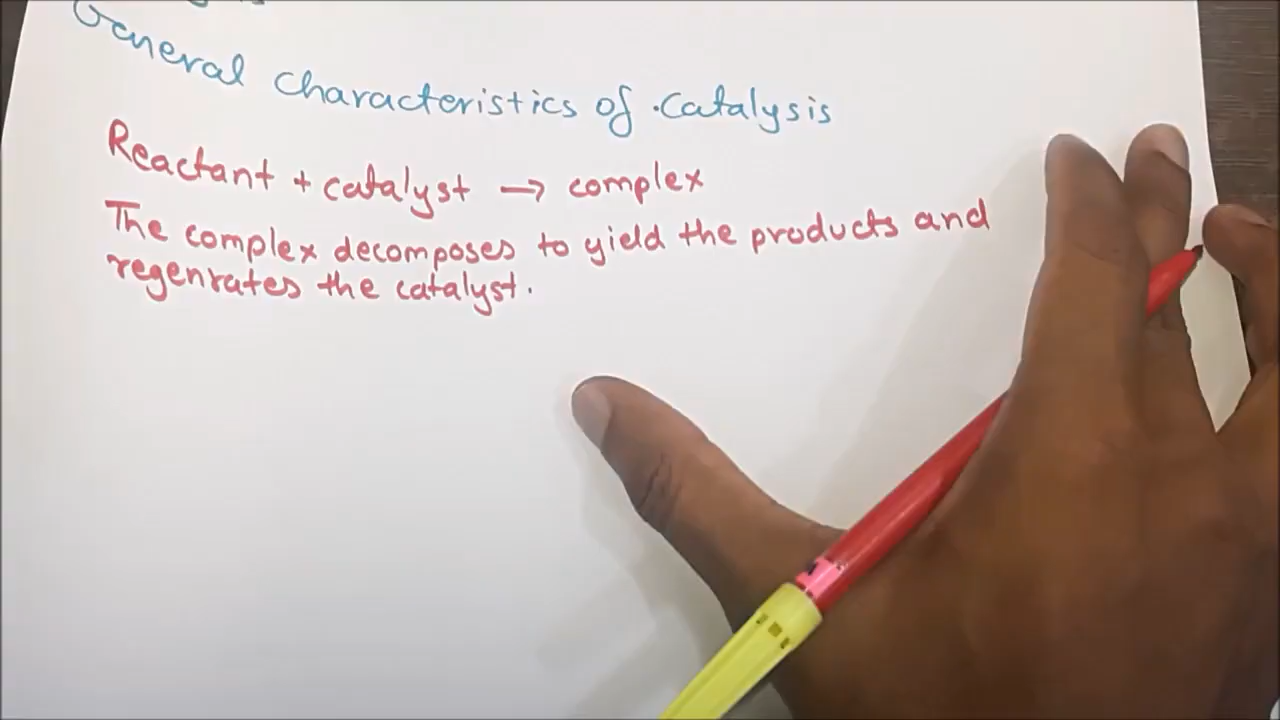 General Characteristics of Catalysis
Reactant + catalyst → complex
The complex decomposes to yield the products and
regenrates the catalyst.